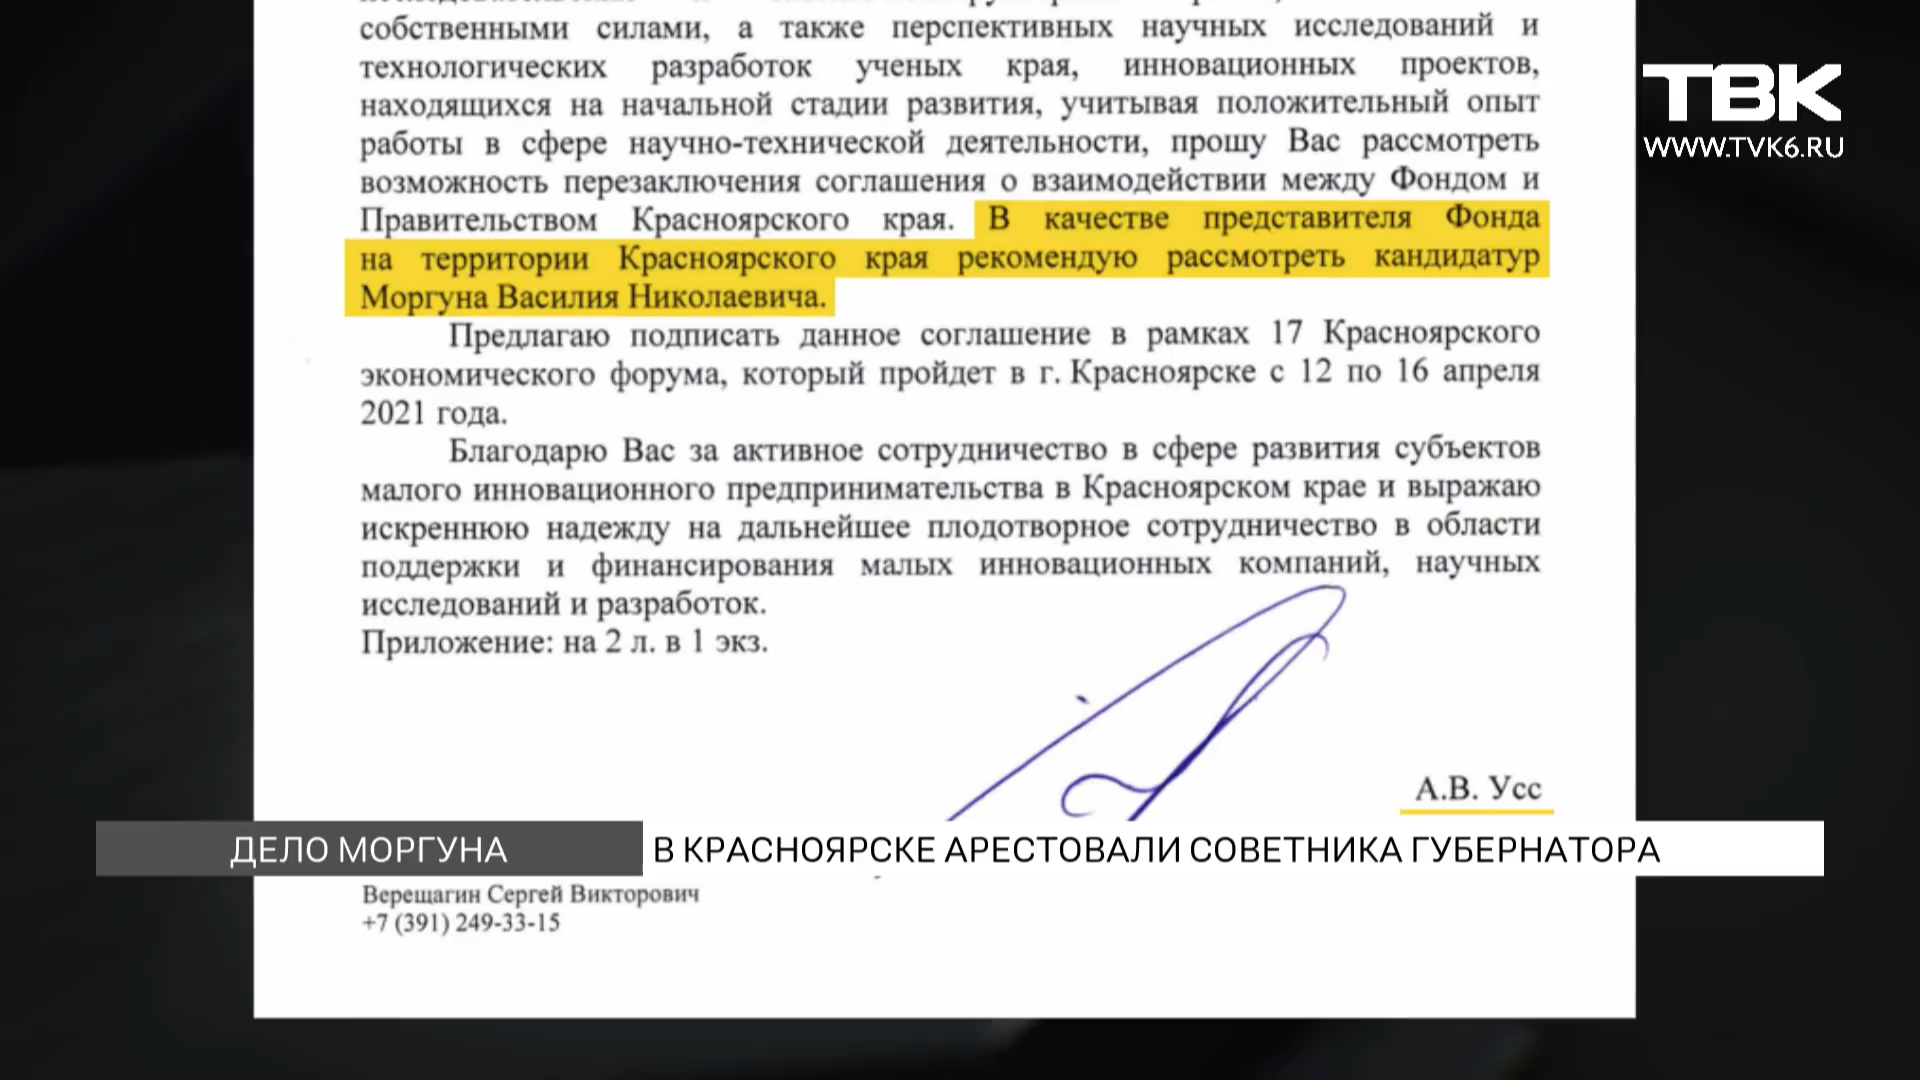 собственными силами, а также перспективных научных исследований и
технологических разработок ученых края, инновационных проектов,
находящихся на начальной стадии развития, учитывая положительный опыт
работы в сфере научно-технической деятельности, прошу Вас рассмотреть
возможность перезаключения соглашения о взаимодействии между Фондом и
Правительством Красноярского края. В качестве представителя Фонда
на территории Красноярского края рекомендую рассмотреть кандидатур
Моргуна Василия Николаевича.
Предлагаю подписать данное соглашение в рамках 17 Красноярского
экономического форума, который пройдет в г. Красноярске с 12 по 16 апреля
2021 года.
Благодарю Вас за активное сотрудничество в сфере развития субъектов
малого инновационного предпринимательства в Красноярском крае и выражаю
искреннюю надежду на дальнейшее плодотворное сотрудничество в области
поддержки и финансирования малых инновационных компаний, научных
исследований и разработок.
Приложение: на 2 л. в 1 экз.
А.В. Усс
Верещагин Сергей Викторович
+7 (391) 249-33-15
ТВК
WWW.TVK6.RU
ДЕЛО МОРГУНА
В КРАСНОЯРСКЕ АРЕСТОВАЛИ СОВЕТНИКА ГУБЕРНАТОРА